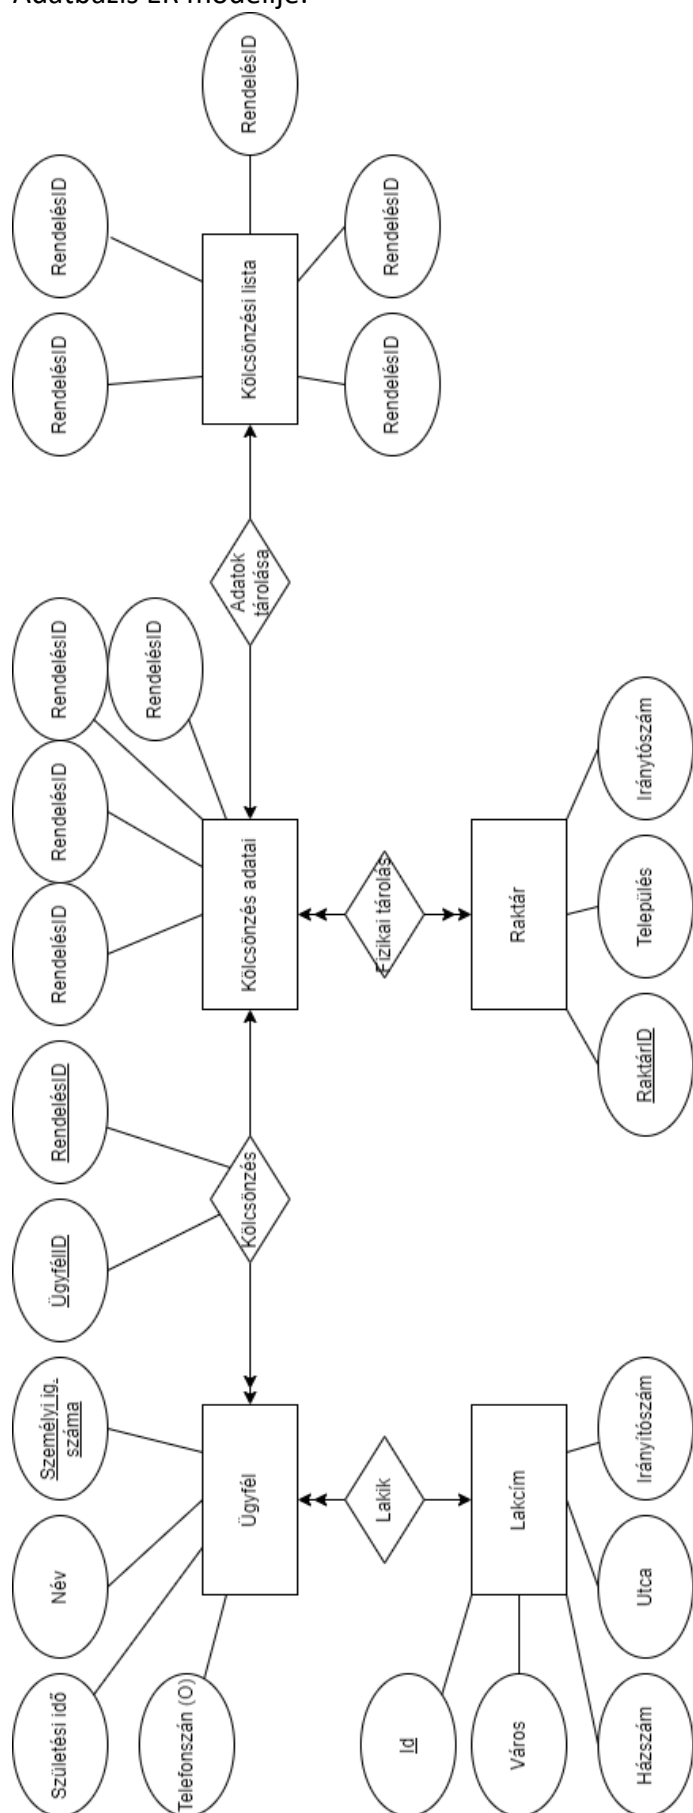 Adatbázis ER modellje:
Születési idő
Név
Személyi ig.
száma
ÜgyfélID
RendelésID
RendelésID
RendelésID
RendelésID
RendelésID
RendelésID
Telefonszán (O)
RendelésID
Ügyfél
Kölcsönzés
Kölcsönzés adatai
Adatok
tárolása
Kölcsönzési lista
RendelésID
Id
Lakik
Fizikai tárolás
RendelésID
RendelésID
Város
Lakcím
Raktár
Házszám
Utca
Irányítószám
RaktárID
Település
Iránytószám